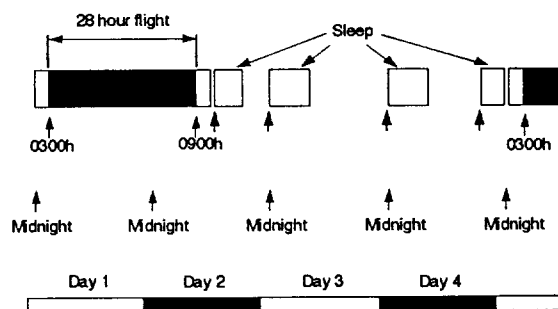 28 hour flight
Sleep
0300h
0900h
0300h
Midnight
Midnight
Midnight
Midnight
Midnight
Day 1
Day 2
Day 3
Day 4